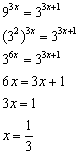 9^{3x} = 3^{3x+1}
(3^2)^{3x} = 3^{3x+1}
3^{6x} = 3^{3x+1}
6x = 3x + 1
3x = 1
x = \frac{1}{3}